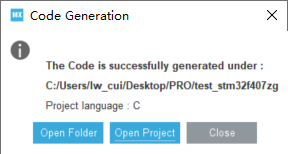 MX Code Generation
The Code is successfully generated under :
C:/Users/lw_cui/Desktop/PRO/test_stm32f407zg
Project language : C
Open Folder Open Project Close